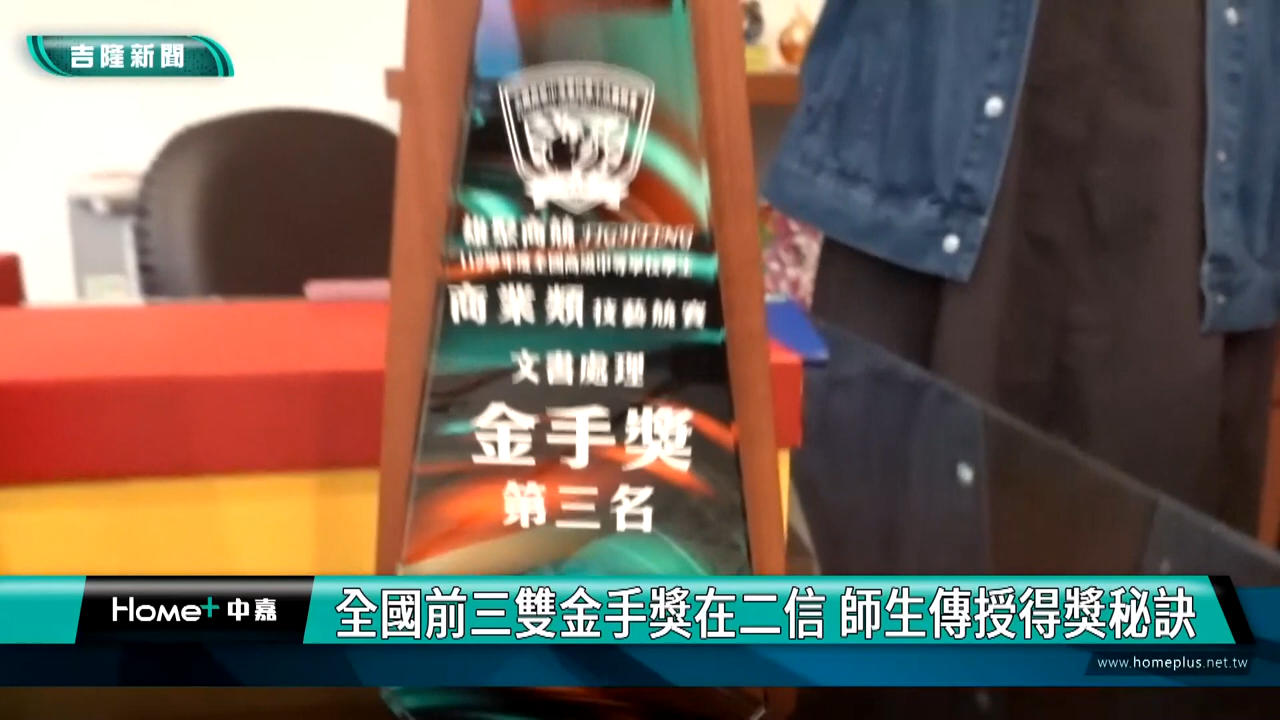 吉隆新聞
商業類技藝競賽
文書處理
金手獎
第三名
Home+中嘉
全國前三雙金手獎在二信 師生傳授得獎秘訣
www.homeplus.net.tw